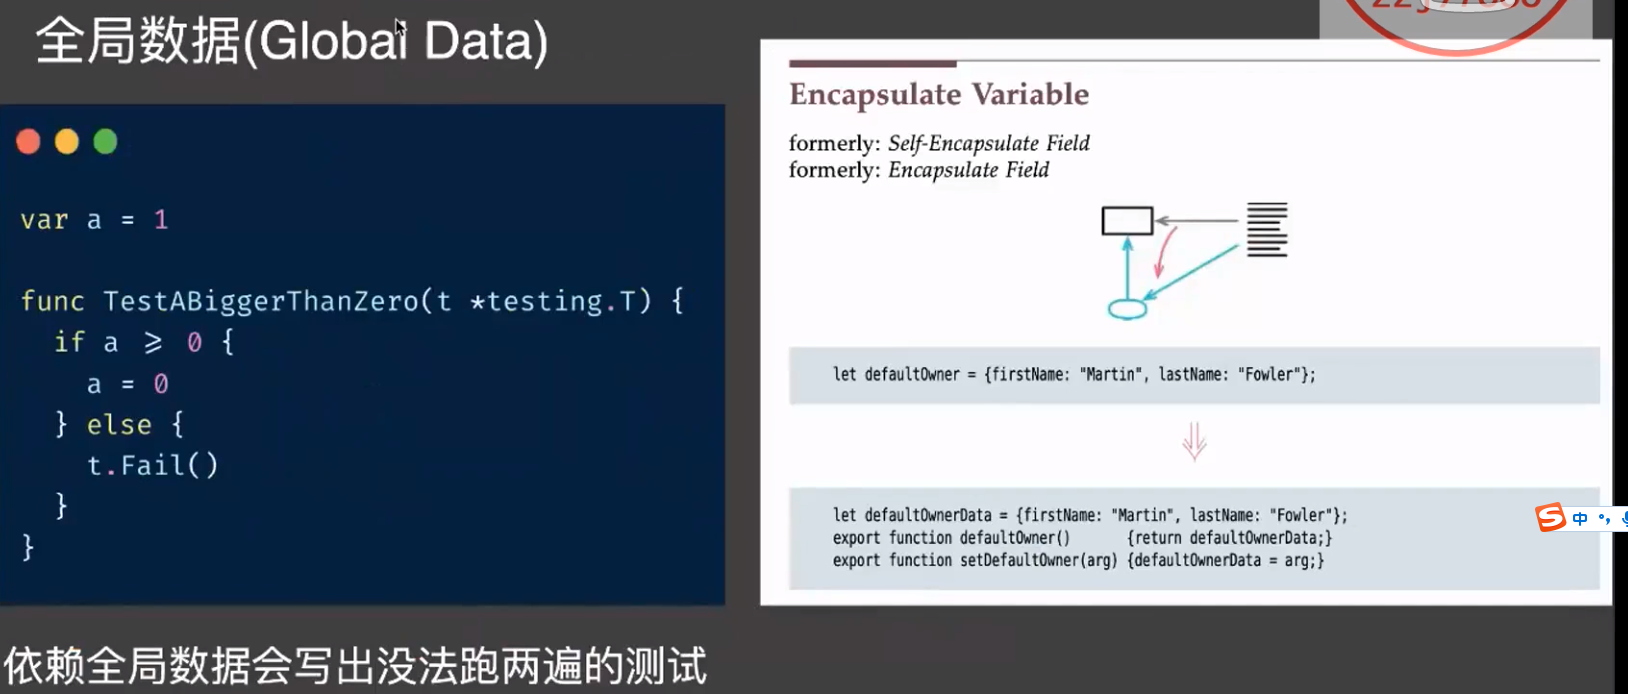 全局数据(Global Data)
var a = 1
func TestABiggerThanZero(t *testing.T) {
if a ⩾ 0 {
a = 0
} else {
t.Fail()
}
}
依赖全局数据会写出没法跑两遍的测试
Encapsulate Variable
formerly: Self-Encapsulate Field
formerly: Encapsulate Field
let defaultOwner = {firstName: "Martin", lastName: "Fowler"};
let defaultOwnerData = {firstName: "Martin", lastName: "Fowler"};
export function defaultOwner() {return defaultOwnerData;}
export function setDefaultOwner(arg) {defaultOwnerData = arg;}
中